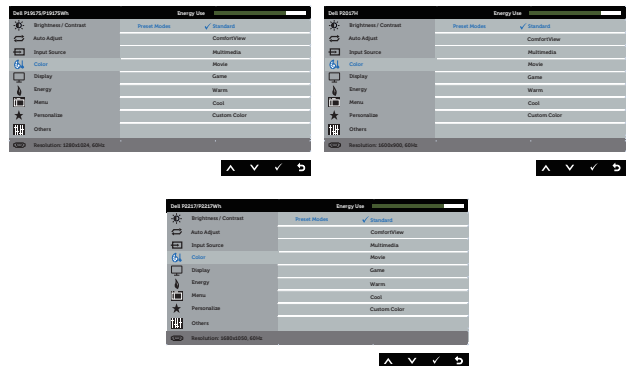 Dell P1917S/P1917SWh Energy Use
Brightness / Contrast Preset Modes ✓ Standard
Auto Adjust ComfortView
Input Source Multimedia
Color Movie
Display Game
Energy Warm
Menu Cool
Personalize Custom Color
Others
Resolution: 1280x1024, 60Hz
Dell P2017H Energy Use
Brightness / Contrast Preset Modes ✓ Standard
Auto Adjust ComfortView
Input Source Multimedia
Color Movie
Display Game
Energy Warm
Menu Cool
Personalize Custom Color
Others
Resolution: 1600x900, 60Hz
Dell P2217/P2217Wh Energy Use
Brightness / Contrast Preset Modes ✓ Standard
Auto Adjust ComfortView
Input Source Multimedia
Color Movie
Display Game
Energy Warm
Menu Cool
Personalize Custom Color
Others
Resolution: 1680x1050, 60Hz